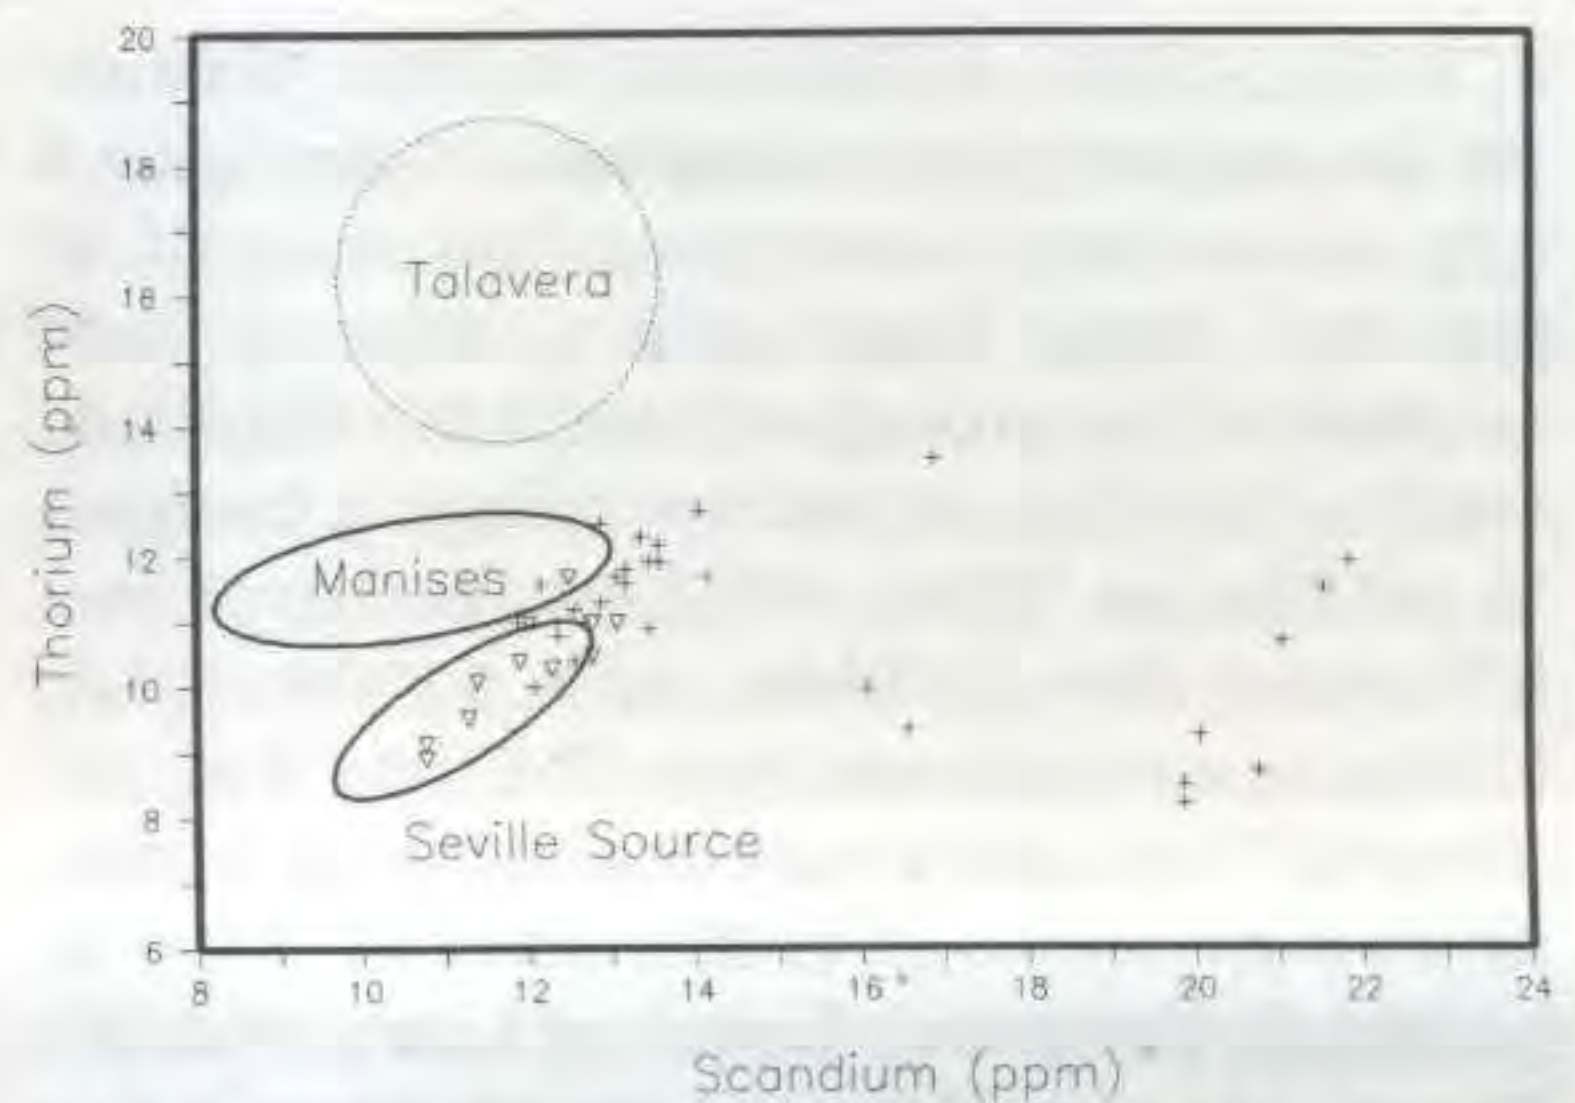 20
18
16
14
12
10
8
6
Thorium (ppm)
Talavera
Manises
Seville Source
8 10 12 14 16 18 20 22 24
Scandium (ppm)